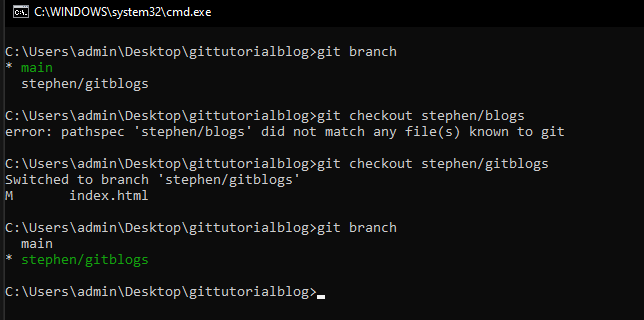 C:\WINDOWS\system32\cmd.exe
C:\Users\admin\Desktop\gittutorialblog>git branch
* main
  stephen/gitblogs
C:\Users\admin\Desktop\gittutorialblog>git checkout stephen/blogs
error: pathspec 'stephen/blogs' did not match any file(s) known to git
C:\Users\admin\Desktop\gittutorialblog>git checkout stephen/gitblogs
Switched to branch 'stephen/gitblogs'
M       index.html
C:\Users\admin\Desktop\gittutorialblog>git branch
  main
* stephen/gitblogs
C:\Users\admin\Desktop\gittutorialblog>